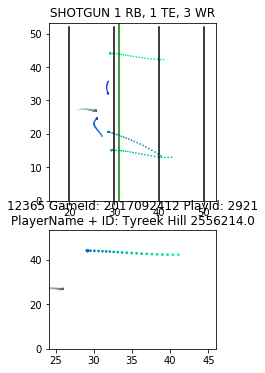 SHOTGUN 1 RB, 1 TE, 3 WR
50
40
30
20
10
0
20 30 40 50
12365 GameId: 2017092412 PlayId: 2921
PlayerName + ID: Tyreek Hill 2556214.0
40
20
0
25 30 35 40 45